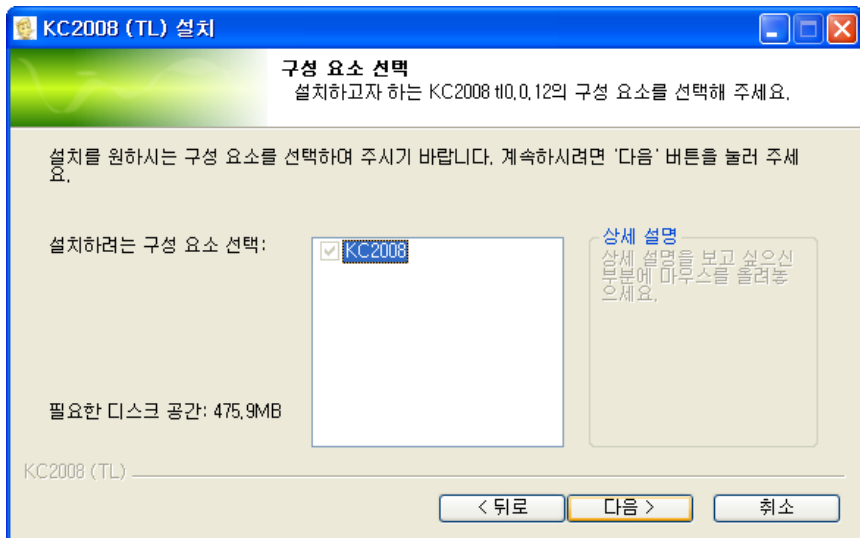 KC2008 (TL) 설치
구성 요소 선택
설치하고자 하는 KC2008 tl0.0.12의 구성 요소를 선택해 주세요.
설치를 원하시는 구성 요소를 선택하여 주시기 바랍니다. 계속하시려면 '다음' 버튼을 눌러 주세
요.
설치하려는 구성 요소 선택:
KC2008
상세 설명
상세 설명을 보고 싶으신
부분에 마우스를 올려놓
으세요.
필요한 디스크 공간: 475.9MB
KC2008 (TL)
< 뒤로
다음 >
취소